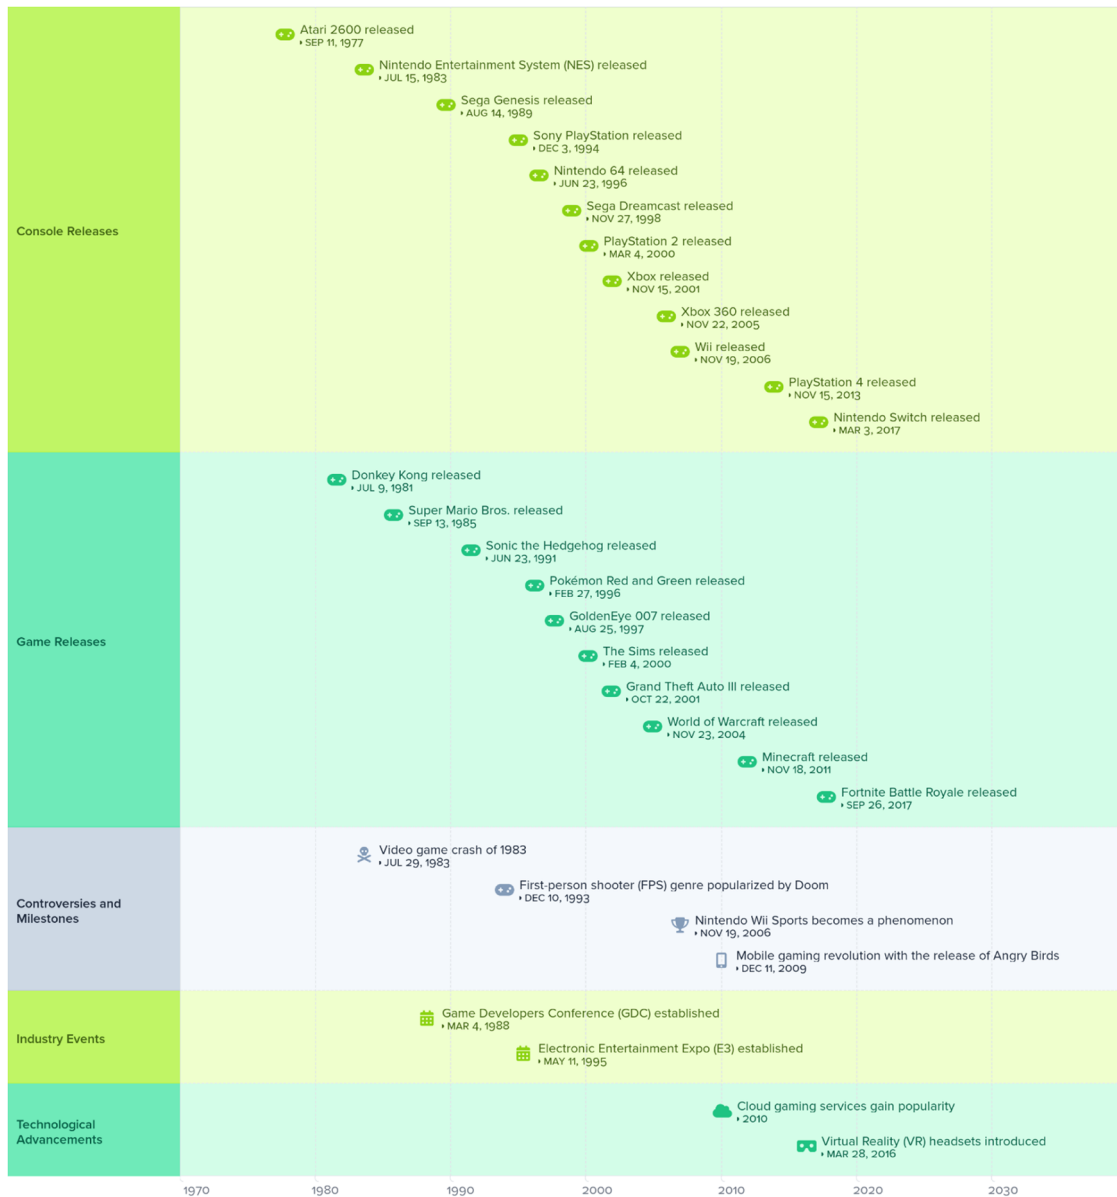 Console Releases
Atari 2600 released
SEP 11, 1977
Nintendo Entertainment System (NES) released
JUL 15, 1983
Sega Genesis released
AUG 14, 1989
Sony PlayStation released
DEC 3, 1994
Nintendo 64 released
JUN 23, 1996
Sega Dreamcast released
NOV 27, 1998
PlayStation 2 released
MAR 4, 2000
Xbox released
NOV 15, 2001
Xbox 360 released
NOV 22, 2005
Wii released
NOV 19, 2006
PlayStation 4 released
NOV 15, 2013
Nintendo Switch released
MAR 3, 2017
Game Releases
Donkey Kong released
JUL 9, 1981
Super Mario Bros. released
SEP 13, 1985
Sonic the Hedgehog released
JUN 23, 1991
Pokémon Red and Green released
FEB 27, 1996
GoldenEye 007 released
AUG 25, 1997
The Sims released
FEB 4, 2000
Grand Theft Auto III released
OCT 22, 2001
World of Warcraft released
NOV 23, 2004
Minecraft released
NOV 18, 2011
Fortnite Battle Royale released
SEP 26, 2017
Controversies and
Milestones
Video game crash of 1983
JUL 29, 1983
First-person shooter (FPS) genre popularized by Doom
DEC 10, 1993
Nintendo Wii Sports becomes a phenomenon
NOV 19, 2006
Mobile gaming revolution with the release of Angry Birds
DEC 11, 2009
Industry Events
Game Developers Conference (GDC) established
MAR 4, 1988
Electronic Entertainment Expo (E3) established
MAY 11, 1995
Technological
Advancements
Cloud gaming services gain popularity
2010
Virtual Reality (VR) headsets introduced
MAR 28, 2016
1970 1980 1990 2000 2010 2020 2030